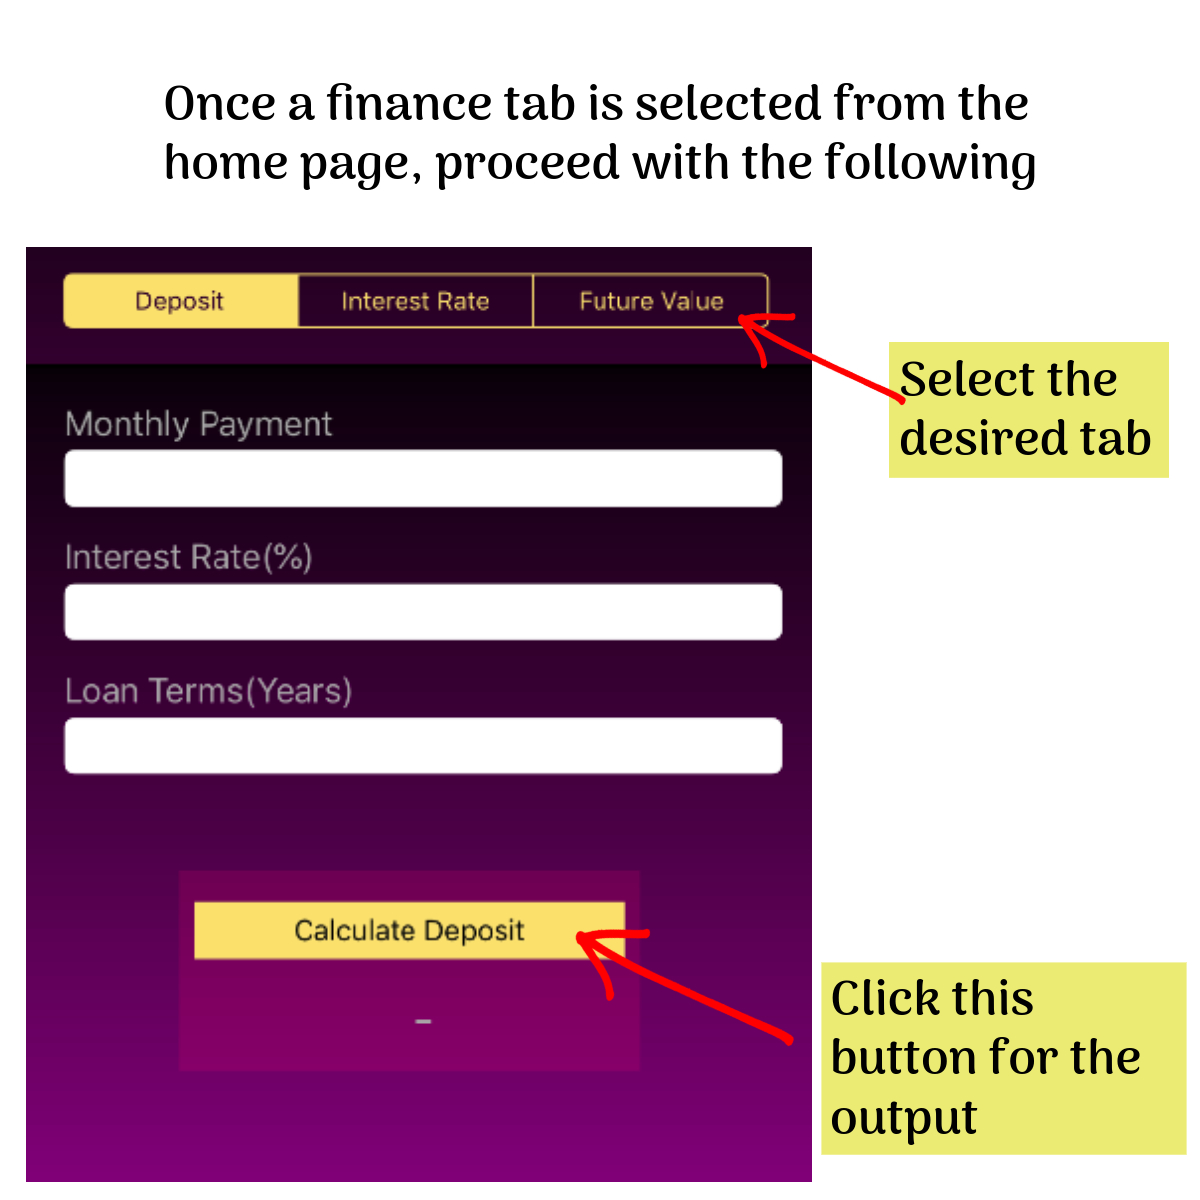 Once a finance tab is selected from the
home page, proceed with the following
Deposit Interest Rate Future Value
Select the
desired tab
Monthly Payment
Interest Rate(%)
Loan Terms(Years)
Calculate Deposit
–
Click this
button for the
output